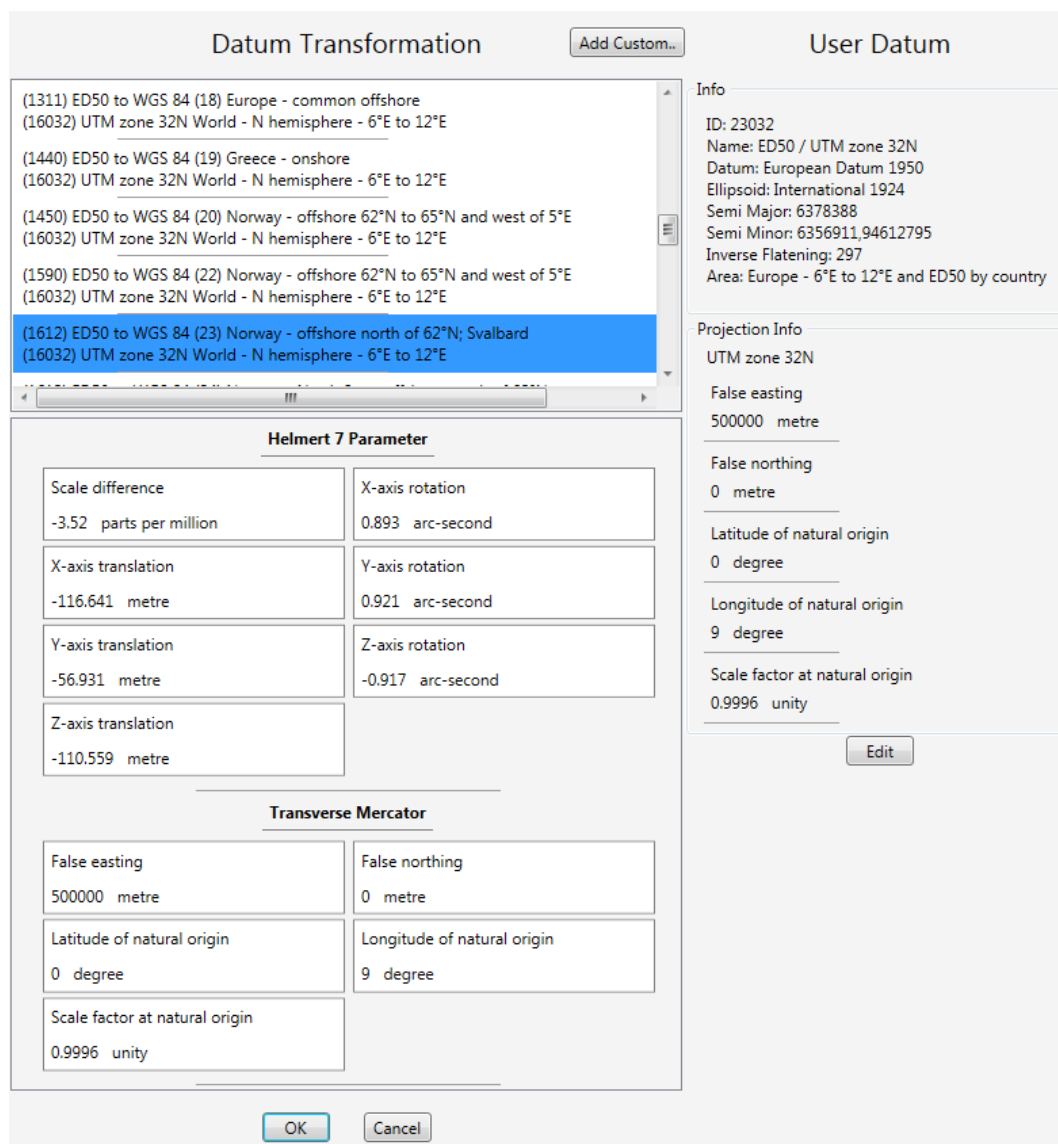 Datum Transformation
Add Custom..
User Datum
(1311) ED50 to WGS 84 (18) Europe - common offshore
(16032) UTM zone 32N World - N hemisphere - 6°E to 12°E
(1440) ED50 to WGS 84 (19) Greece - onshore
(16032) UTM zone 32N World - N hemisphere - 6°E to 12°E
(1450) ED50 to WGS 84 (20) Norway - offshore 62°N to 65°N and west of 5°E
(16032) UTM zone 32N World - N hemisphere - 6°E to 12°E
(1590) ED50 to WGS 84 (22) Norway - offshore 62°N to 65°N and west of 5°E
(16032) UTM zone 32N World - N hemisphere - 6°E to 12°E
(1612) ED50 to WGS 84 (23) Norway - offshore north of 62°N; Svalbard
(16032) UTM zone 32N World - N hemisphere - 6°E to 12°E
Helmert 7 Parameter
Scale difference
-3.52 parts per million
X-axis rotation
0.893 arc-second
X-axis translation
-116.641 metre
Y-axis rotation
0.921 arc-second
Y-axis translation
-56.931 metre
Z-axis rotation
-0.917 arc-second
Z-axis translation
-110.559 metre
Transverse Mercator
False easting
500000 metre
False northing
0 metre
Latitude of natural origin
0 degree
Longitude of natural origin
9 degree
Scale factor at natural origin
0.9996 unity
OK
Cancel
Info
ID: 23032
Name: ED50 / UTM zone 32N
Datum: European Datum 1950
Ellipsoid: International 1924
Semi Major: 6378388
Semi Minor: 6356911,94612795
Inverse Flatening: 297
Area: Europe - 6°E to 12°E and ED50 by country
Projection Info
UTM zone 32N
False easting
500000 metre
False northing
0 metre
Latitude of natural origin
0 degree
Longitude of natural origin
9 degree
Scale factor at natural origin
0.9996 unity
Edit